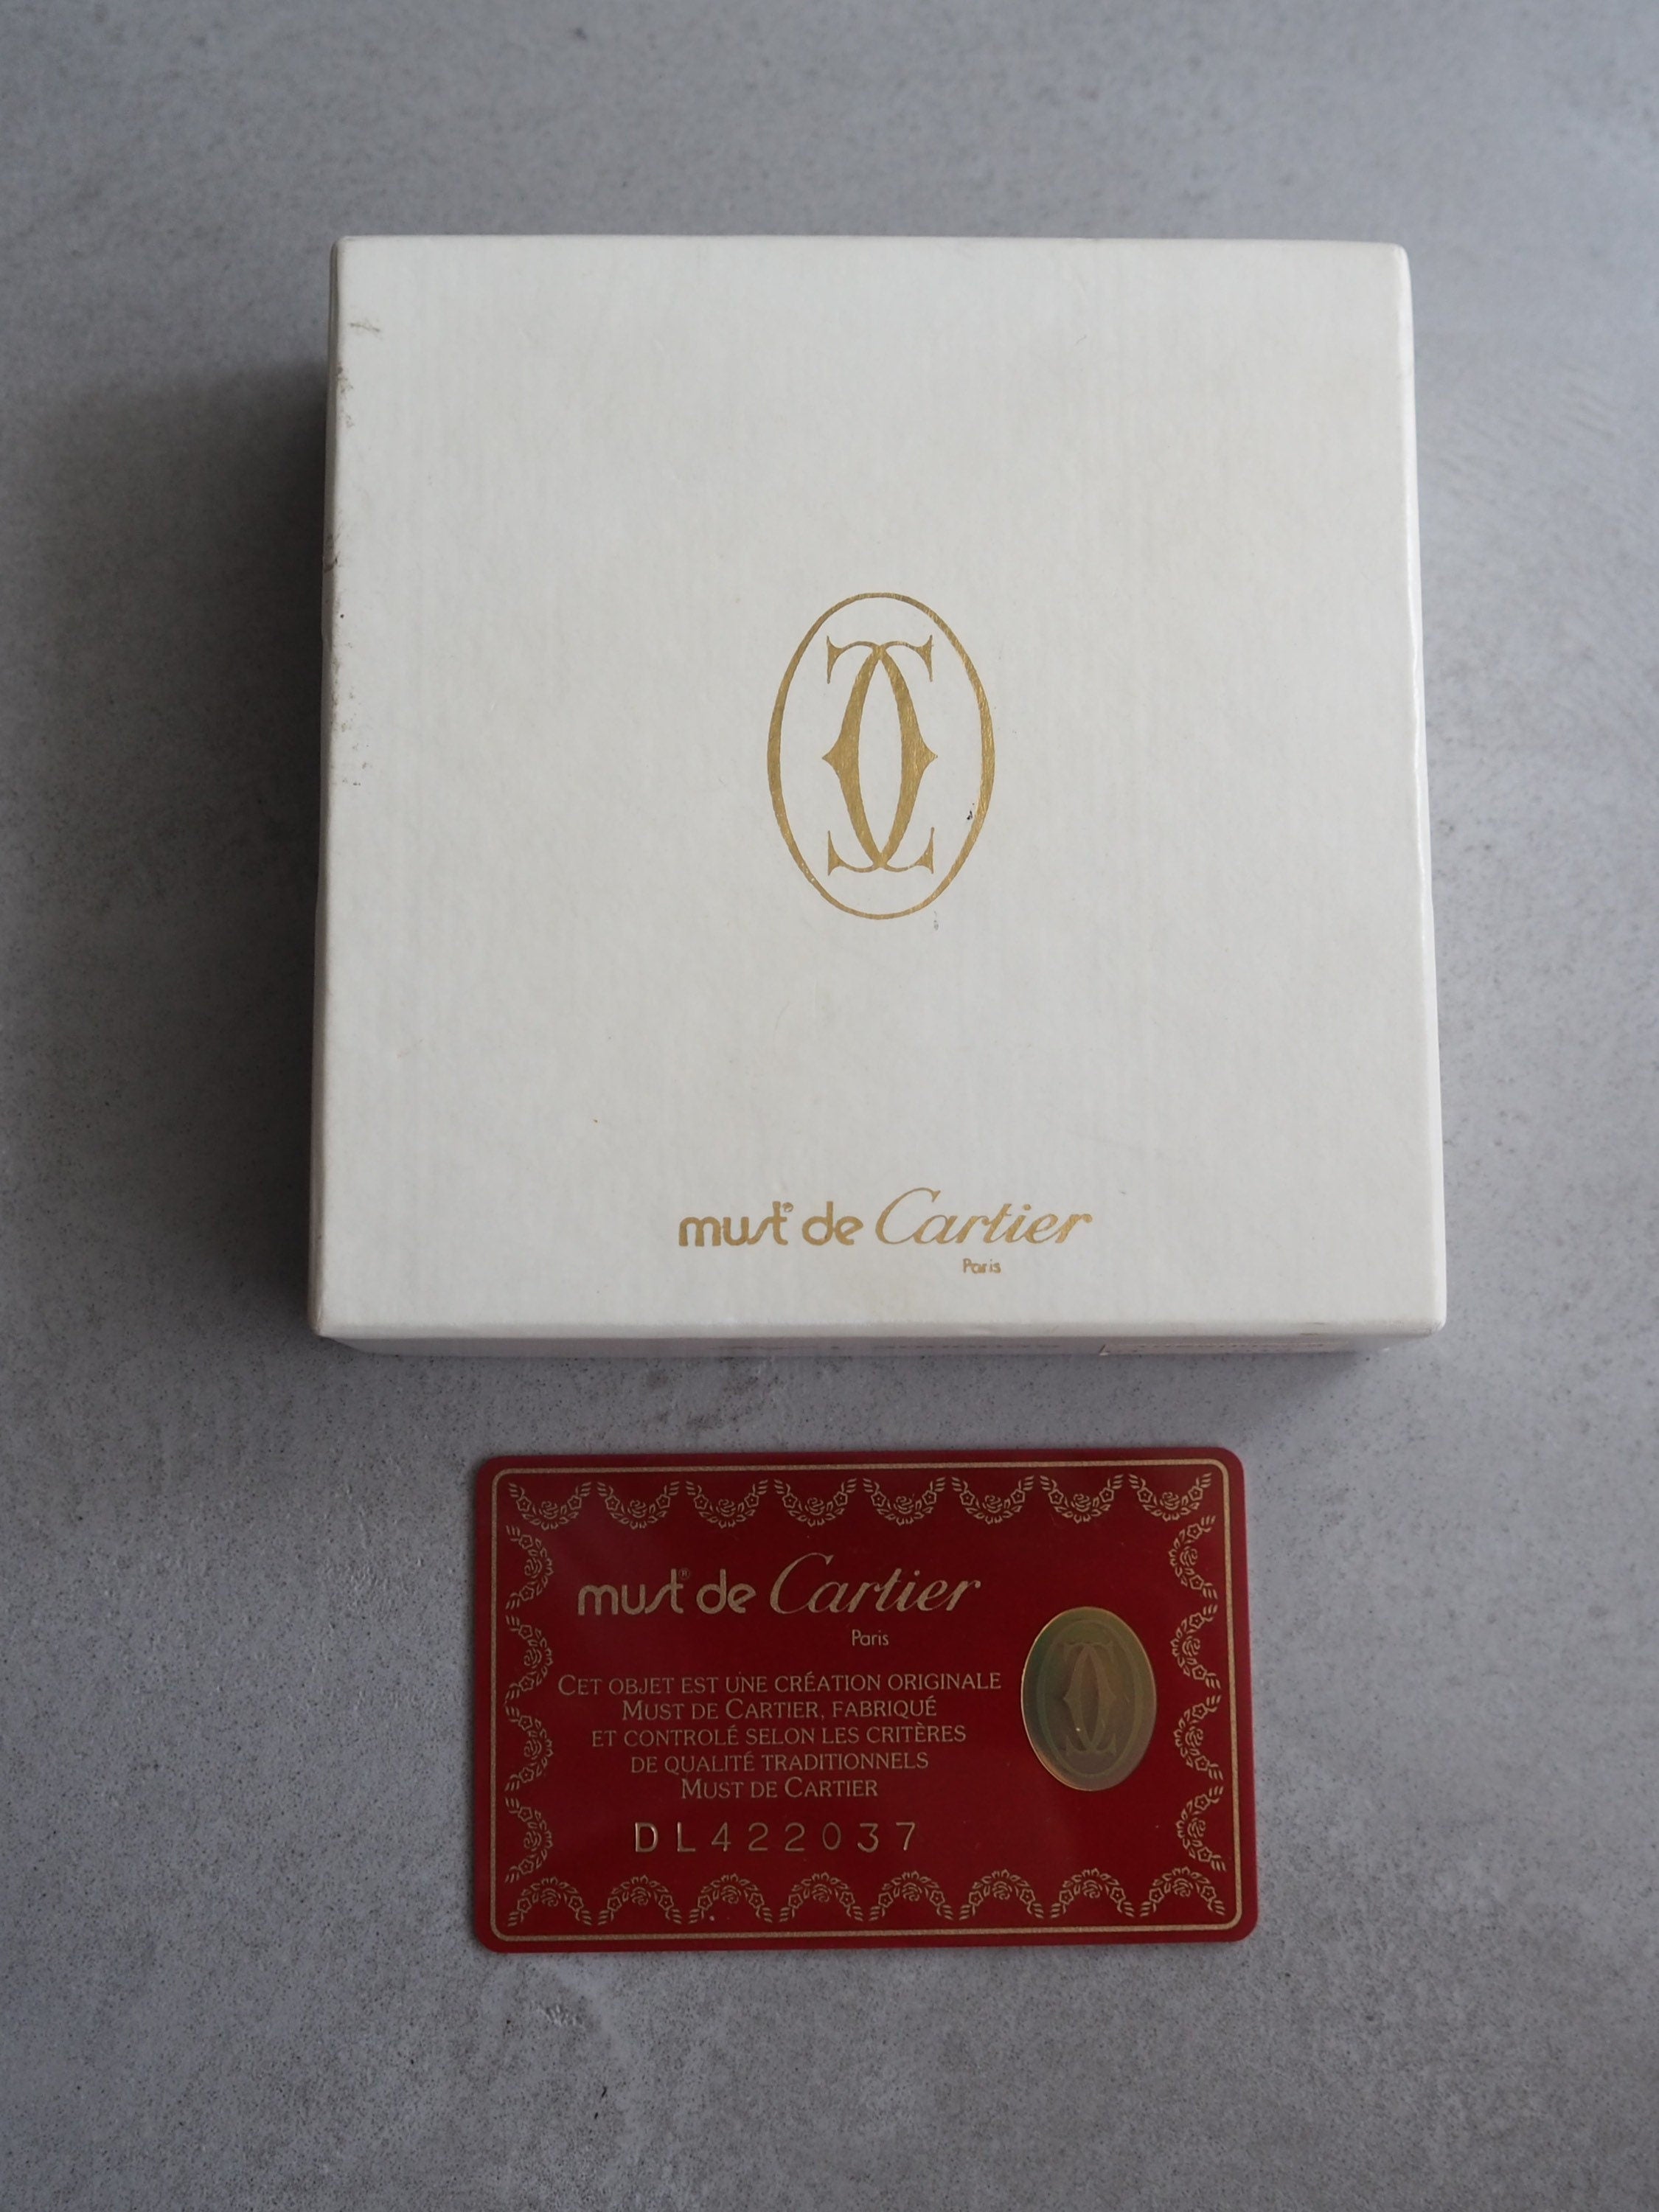 must® de Cartier
Paris
must® de Cartier
Paris
CET OBJET EST UNE CRÉATION ORIGINALE
MUST DE CARTIER, FABRIQUÉ
ET CONTROLÉ SELON LES CRITÈRES
DE QUALITÉ TRADITIONNELS
MUST DE CARTIER
DL422037